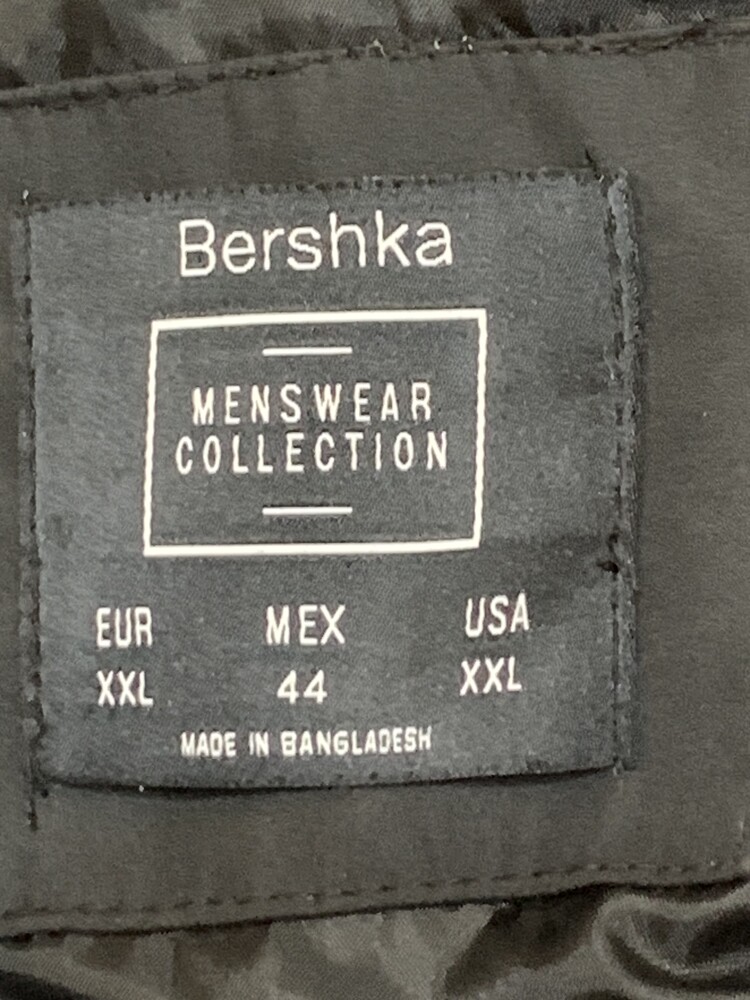 Bershka
MENSWEAR
COLLECTION
EUR MEX USA
XXL 44 XXL
MADE IN BANGLADESH